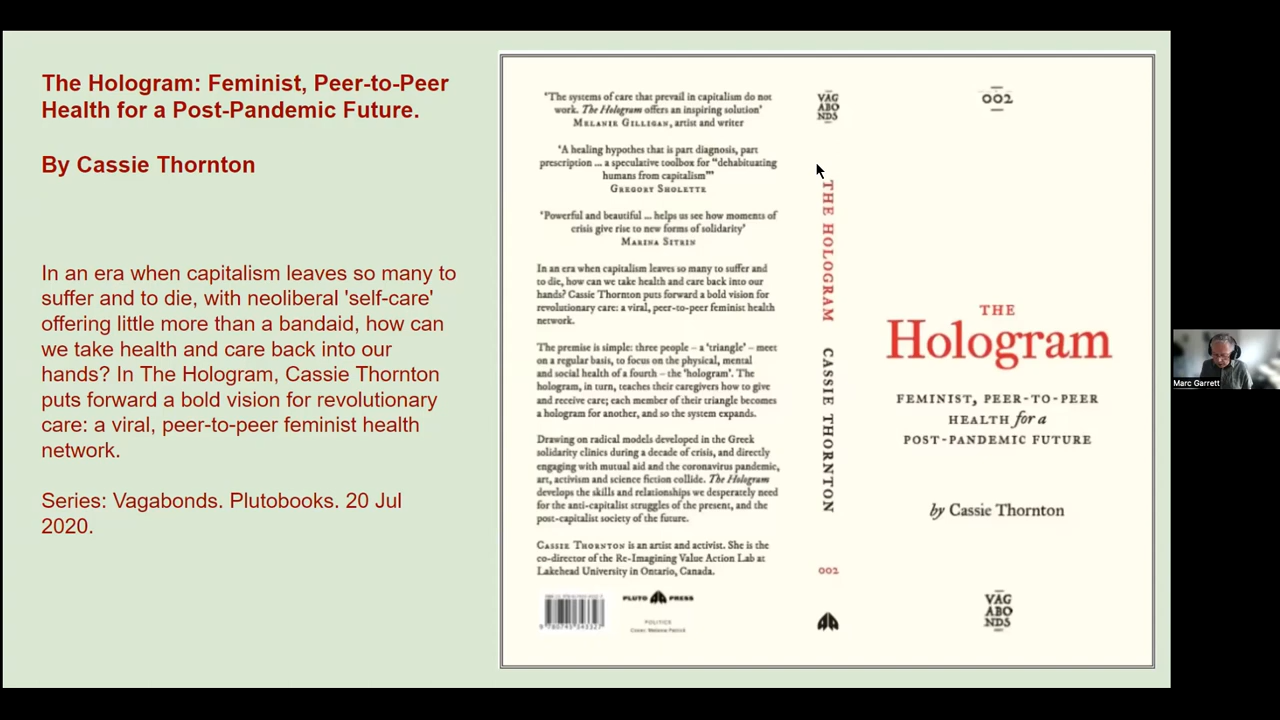 The Hologram: Feminist, Peer-to-Peer
Health for a Post-Pandemic Future.
By Cassie Thornton
In an era when capitalism leaves so many to
suffer and to die, with neoliberal 'self-care'
offering little more than a bandaid, how can
we take health and care back into our
hands? In The Hologram, Cassie Thornton
puts forward a bold vision for revolutionary
care: a viral, peer-to-peer feminist health
network.
Series: Vagabonds. Plutobooks. 20 Jul
2020.
'The systems of care that prevail in capitalism do not
work. The Hologram offers an inspiring solution'
MELANIE GILLIGAN, artist and writer
'A healing hypothes that is part diagnosis, part
prescription ... a speculative toolbox for "dehabituating
humans from capitalism"'
GREGORY SHOLETTE
'Powerful and beautiful ... helps us see how moments of
crisis give rise to new forms of solidarity'
MARINA SITRIN
In an era when capitalism leaves so many to suffer and
to die, how can we take health and care back into our
hands? Cassie Thornton puts forward a bold vision for
revolutionary care: a viral, peer-to-peer feminist health
network.
The premise is simple: three people – a 'triangle' – meet
on a regular basis, to focus on the physical, mental
and social health of a fourth – the 'hologram'. The
hologram, in turn, teaches their caregivers how to give
and receive care; each member of their triangle becomes
a hologram for another, and so the system expands.
Drawing on radical models developed in the Greek
solidarity clinics during a decade of crisis, and directly
engaging with mutual aid and the coronavirus pandemic,
art, activism and science fiction collide. The Hologram
develops the skills and relationships we desperately need
for the anti-capitalist struggles of the present, and the
post-capitalist society of the future.
CASSIE THORNTON is an artist and activist. She is the
co-director of the Re-Imagining Value Action Lab at
Lakehead University in Ontario, Canada.
PLUTO PRESS
POLITICS
VAG
ABO
NDS
THE HOLOGRAM
CASSIE THORNTON
002
002
THE
Hologram
FEMINIST, PEER-TO-PEER
HEALTH for a
POST-PANDEMIC FUTURE
by Cassie Thornton
VAG
ABO
NDS
Marc Garrett